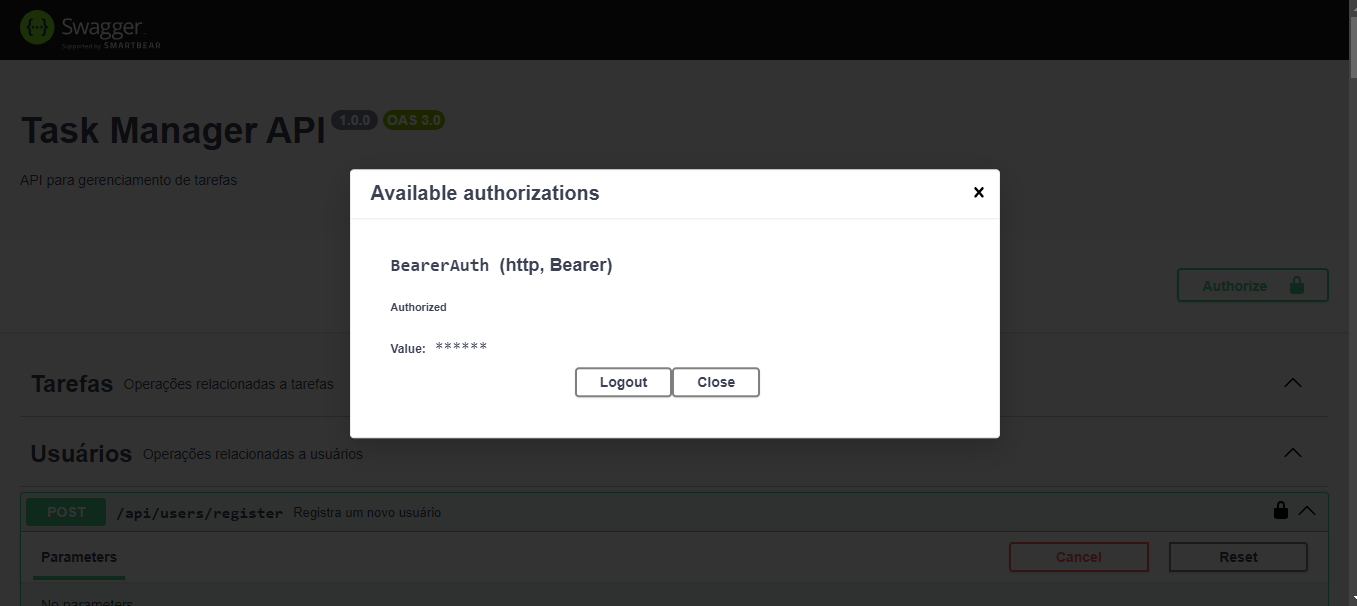 {···} Swagger.
Supported by SMARTBEAR
Task Manager API 1.0.0 OAS 3.0
API para gerenciamento de tarefas
Available authorizations
BearerAuth (http, Bearer)
Authorized
Value: ******
Logout Close
Authorize
Tarefas Operações relacionadas a tarefas
Usuários Operações relacionadas a usuários
POST /api/users/register Registra um novo usuário
Parameters Cancel Reset
No parameters